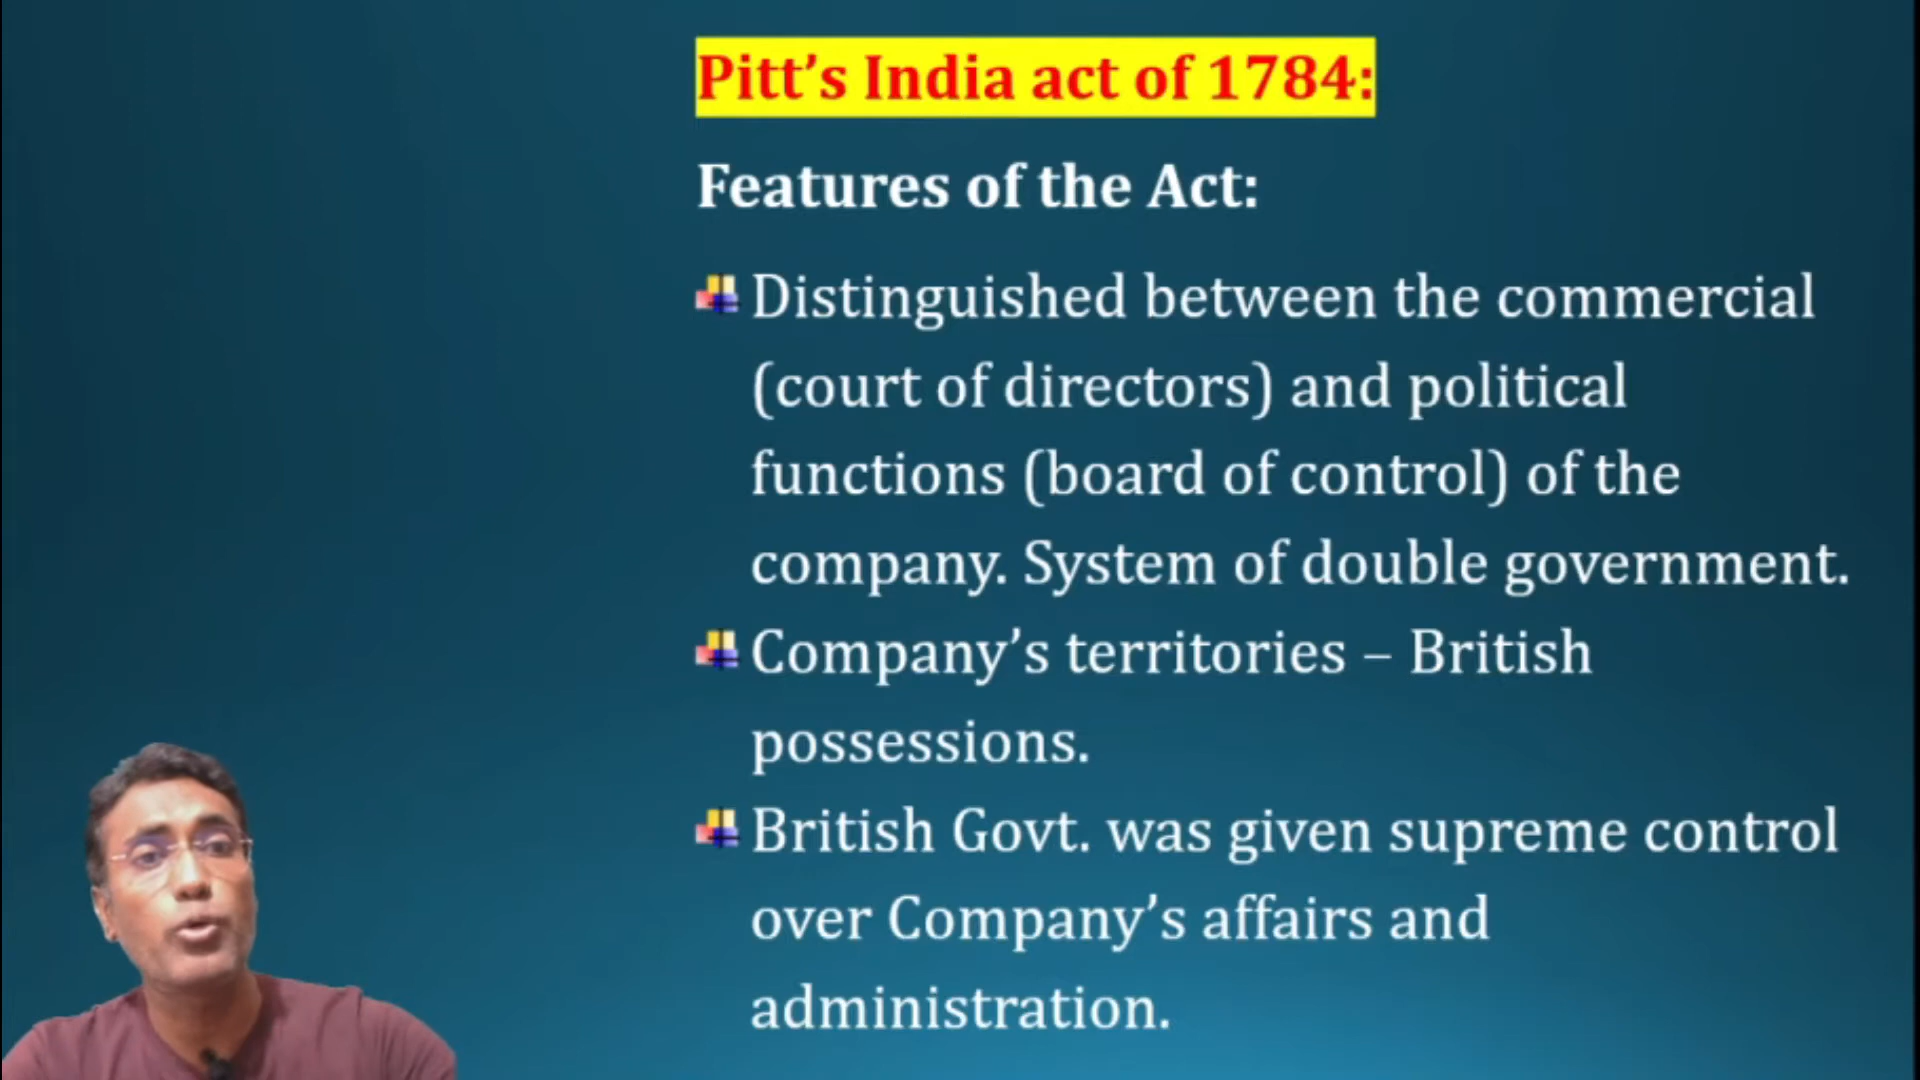 Pitt’s India act of 1784:
Features of the Act:
Distinguished between the commercial
(court of directors) and political
functions (board of control) of the
company. System of double government.
Company’s territories – British
possessions.
British Govt. was given supreme control
over Company’s affairs and
administration.